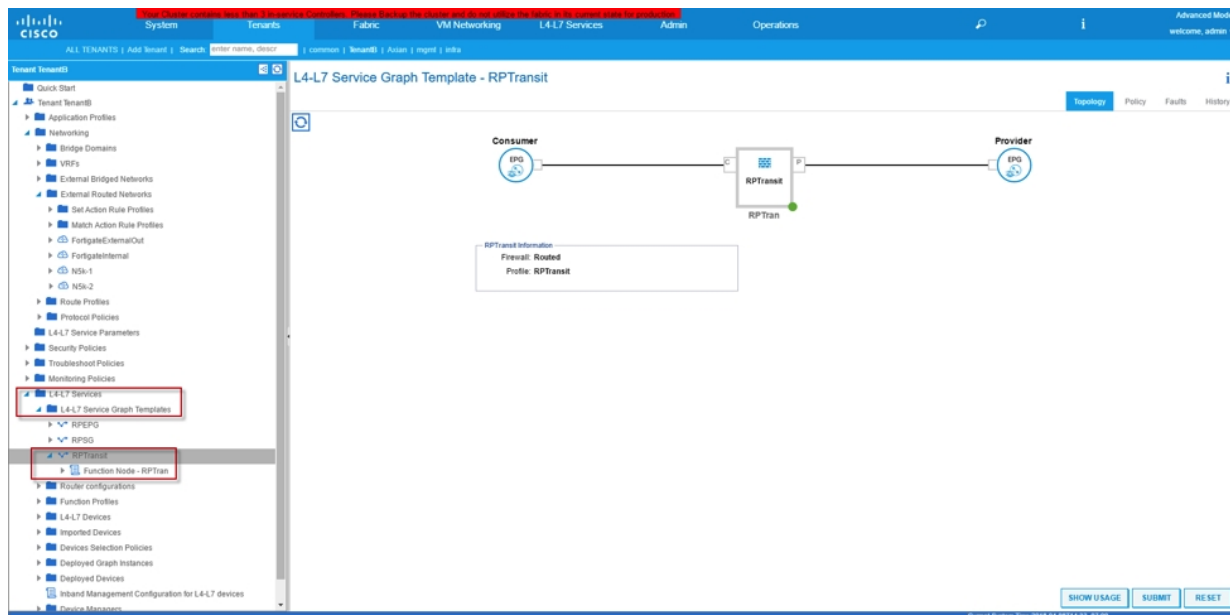 Your Cluster contains less than 3 in-service Controllers. Please Backup the cluster and do not utilize the fabric in its current state for production.
CISCO
System
Tenants
Fabric
VM Networking
L4-L7 Services
Admin
Operations
i
Advanced Mode
welcome, admin
ALL TENANTS | Add Tenant | Search: enter name, descr | common | TenantB | Asian | mgmt | infra
Tenant TenantB
Quick Start
Tenant TenantB
Application Profiles
Networking
Bridge Domains
VRFs
External Bridged Networks
External Routed Networks
Set Action Rule Profiles
Match Action Rule Profiles
FortigateExternalOut
FortigateInternal
N5k-1
N5K-2
Route Profiles
Protocol Policies
L4-L7 Service Parameters
Security Policies
Troubleshoot Policies
Monitoring Policies
L4-L7 Services
L4-L7 Service Graph Templates
RPEPG
RPSG
RPTransit
Function Node - RPTran
Router configurations
Function Profiles
L4-L7 Devices
Imported Devices
Devices Selection Policies
Deployed Graph Instances
Deployed Devices
Inband Management Configuration for L4-L7 devices
Device Managers
L4-L7 Service Graph Template - RPTransit
i
Topology
Policy
Faults
History
Consumer
EPG
C
P
RPTransit
RPTran
Provider
EPG
RPTransit Information
Firewall: Routed
Profile: RPTransit
SHOW USAGE
SUBMIT
RESET